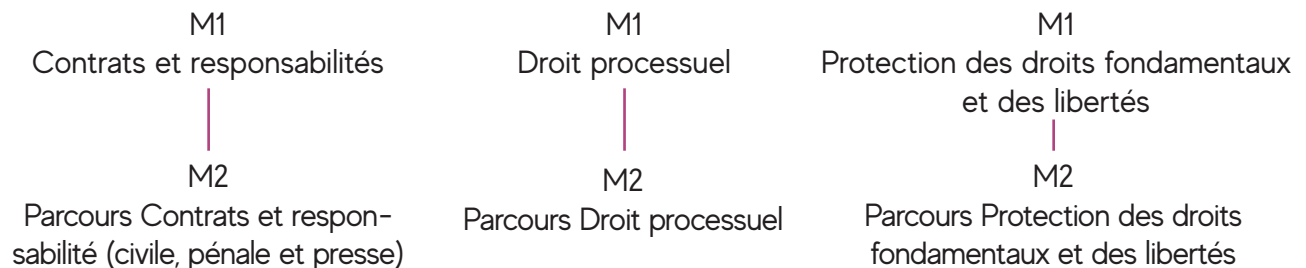 M1
Contrats et responsabilités
M2
Parcours Contrats et respon-
sabilité (civile, pénale et presse)
M1
Droit processuel
M2
Parcours Droit processuel
M1
Protection des droits fondamentaux
et des libertés
M2
Parcours Protection des droits
fondamentaux et des libertés